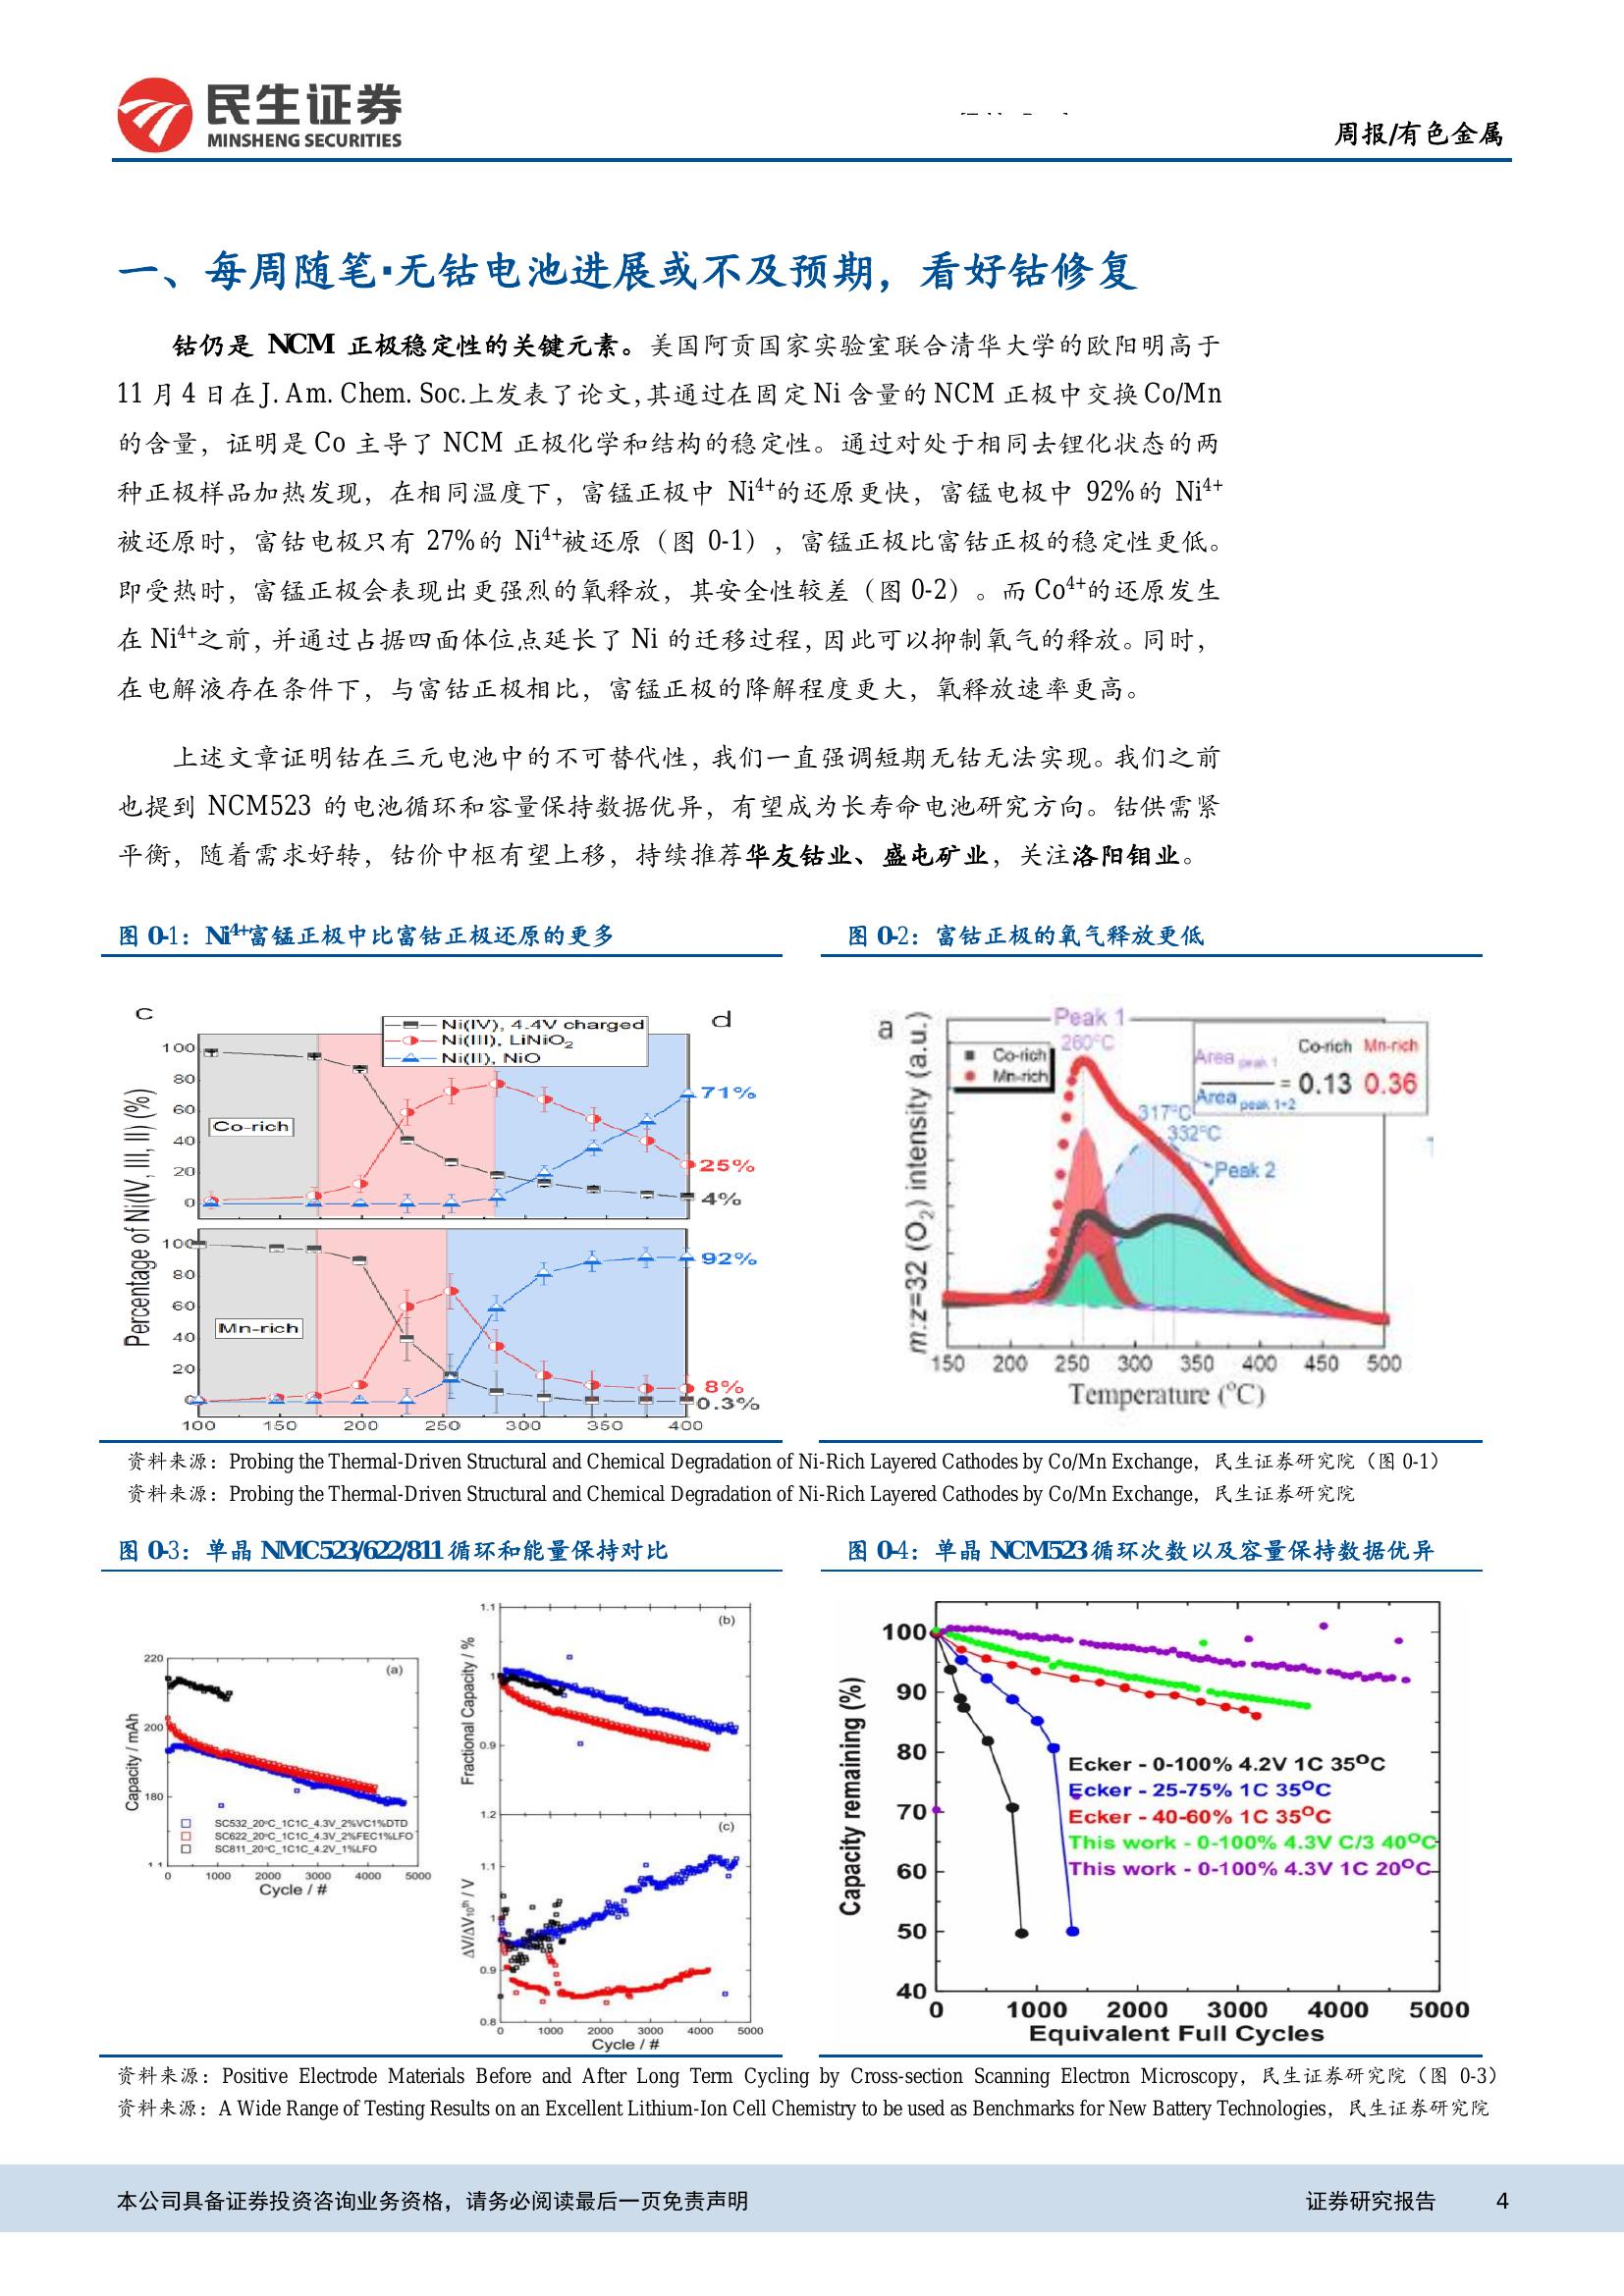 民生证券
MINSHENG SECURITIES
周报/有色金属
一、每周随笔·无钴电池进展或不及预期，看好钴修复
钴仍是 NCM 正极稳定性的关键元素。美国阿贡国家实验室联合清华大学的欧阳明高于
11 月 4 日在 J. Am. Chem. Soc.上发表了论文，其通过在固定 Ni 含量的 NCM 正极中交换 Co/Mn
的含量，证明是 Co 主导了 NCM 正极化学和结构的稳定性。通过对处于相同去锂化状态的两
种正极样品加热发现，在相同温度下，富锰正极中 Ni⁴⁺的还原更快，富锰电极中 92%的 Ni⁴⁺
被还原时，富钴电极只有 27%的 Ni⁴⁺被还原（图 0-1），富锰正极比富钴正极的稳定性更低。
即受热时，富锰正极会表现出更强烈的氧释放，其安全性较差（图 0-2）。而 Co⁴⁺的还原发生
在 Ni⁴⁺之前，并通过占据四面体位点延长了 Ni 的迁移过程，因此可以抑制氧气的释放。同时，
在电解液存在条件下，与富钴正极相比，富锰正极的降解程度更大，氧释放速率更高。
上述文章证明钴在三元电池中的不可替代性，我们一直强调短期无钴无法实现。我们之前
也提到 NCM523 的电池循环和容量保持数据优异，有望成为长寿命电池研究方向。钴供需紧
平衡，随着需求好转，钴价中枢有望上移，持续推荐华友钴业、盛屯矿业，关注洛阳钼业。
图 0-1：Ni⁴⁺富锰正极中比富钴正极还原的更多
c
d
Ni(IV), 4.4V charged
Ni(III), LiNiO₂
Ni(II), NiO
Percentage of Ni(IV, III, II) (%)
100
80
60
40
20
0
Co-rich
71%
25%
4%
100
80
60
40
20
0
Mn-rich
92%
8%
0.3%
100 150 200 250 300 350 400
图 0-2：富钴正极的氧气释放更低
a
m:z=32 (O₂) intensity (a.u.)
Peak 1
260°C
Co-rich
Mn-rich
Co-rich Mn-rich
Area peak 1
= 0.13 0.36
Area peak 1+2
317°C
332°C
Peak 2
150 200 250 300 350 400 450 500
Temperature (°C)
资料来源：Probing the Thermal-Driven Structural and Chemical Degradation of Ni-Rich Layered Cathodes by Co/Mn Exchange，民生证券研究院（图 0-1）
资料来源：Probing the Thermal-Driven Structural and Chemical Degradation of Ni-Rich Layered Cathodes by Co/Mn Exchange，民生证券研究院
图 0-3：单晶 NMC523/622/811 循环和能量保持对比
(a)
Capacity / mAh
220
200
180
1.1
SC532_20°C_1C1C_4.3V_2%VC1%DTD
SC622_20°C_1C1C_4.3V_2%FEC1%LFO
SC811_20°C_1C1C_4.2V_1%LFO
0 1000 2000 3000 4000 5000
Cycle / #
(b)
Fractional Capacity / %
1.1
1
0.9
1.2
(c)
ΔV/ΔV₁₀ₜₕ / V
1.1
1
0.9
0.8
0 1000 2000 3000 4000 5000
Cycle / #
图 0-4：单晶 NCM523 循环次数以及容量保持数据优异
Capacity remaining (%)
100
90
80
70
60
50
40
Ecker - 0-100% 4.2V 1C 35°C
Ecker - 25-75% 1C 35°C
Ecker - 40-60% 1C 35°C
This work - 0-100% 4.3V C/3 40°C
This work - 0-100% 4.3V 1C 20°C
0 1000 2000 3000 4000 5000
Equivalent Full Cycles
资料来源：Positive Electrode Materials Before and After Long Term Cycling by Cross-section Scanning Electron Microscopy，民生证券研究院（图 0-3）
资料来源：A Wide Range of Testing Results on an Excellent Lithium-Ion Cell Chemistry to be used as Benchmarks for New Battery Technologies，民生证券研究院
本公司具备证券投资咨询业务资格，请务必阅读最后一页免责声明
证券研究报告
4